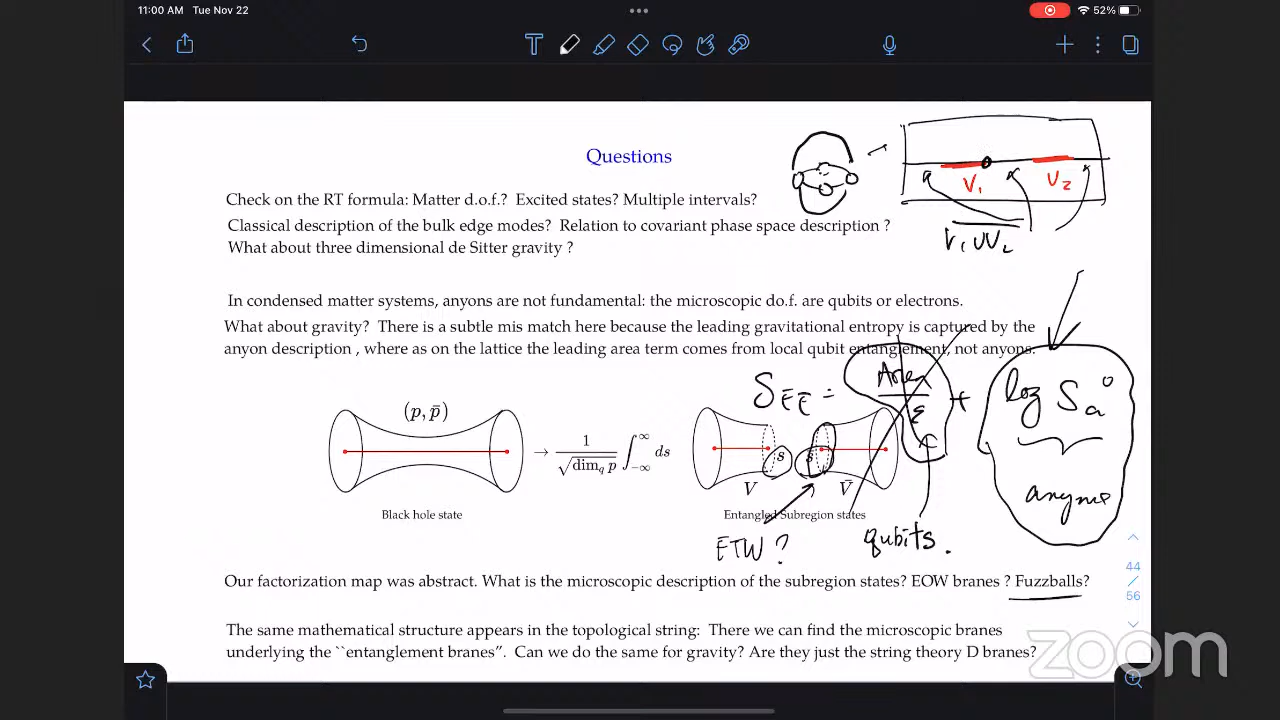 11:00 AM Tue Nov 22
52%
Questions
V₁
V₂
V₁UV₂
Check on the RT formula: Matter d.o.f.? Excited states? Multiple intervals?
Classical description of the bulk edge modes? Relation to covariant phase space description ?
What about three dimensional de Sitter gravity ?
In condensed matter systems, anyons are not fundamental: the microscopic do.f. are qubits or electrons.
What about gravity? There is a subtle mis match here because the leading gravitational entropy is captured by the
anyon description , where as on the lattice the leading area term comes from local qubit entanglement, not anyons.
S_EE = Area/ε + log S_a^0
anyons
(p, p̄)
→ 1/√dim_q p ∫_{-∞}^{∞} ds
s
s
V
V̄
Black hole state
Entangled Subregion states
ETW ?
qubits.
Our factorization map was abstract. What is the microscopic description of the subregion states? EOW branes ? Fuzzballs?
The same mathematical structure appears in the topological string: There we can find the microscopic branes
underlying the ``entanglement branes". Can we do the same for gravity? Are they just the string theory D branes?
44
/
56
zoom